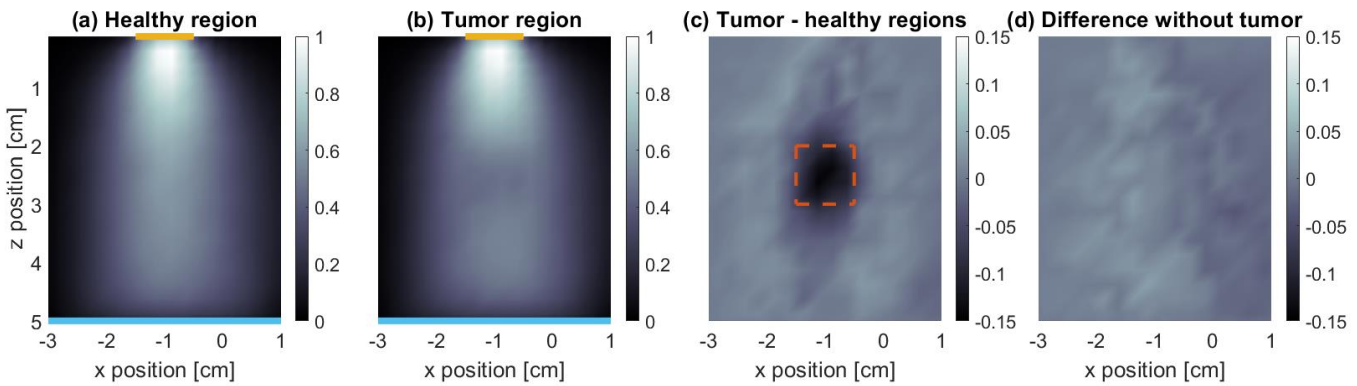 (a) Healthy region
(b) Tumor region
(c) Tumor - healthy regions
(d) Difference without tumor
z position [cm]
1
2
3
4
5
-3 -2 -1 0 1
x position [cm]
1
0.8
0.6
0.4
0.2
0
-3 -2 -1 0 1
x position [cm]
1
0.8
0.6
0.4
0.2
0
-3 -2 -1 0 1
x position [cm]
0.15
0.1
0.05
0
-0.05
-0.1
-0.15
-3 -2 -1 0 1
x position [cm]
0.15
0.1
0.05
0
-0.05
-0.1
-0.15